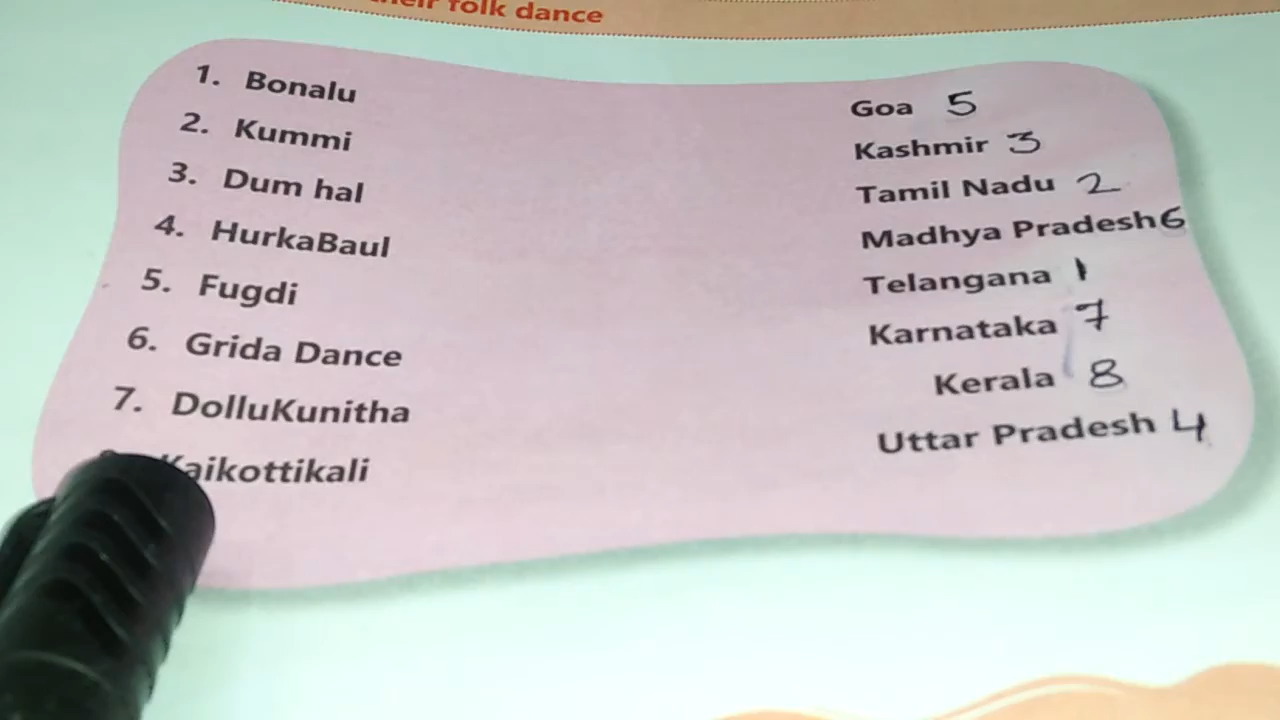 their folk dance
1. Bonalu
2. Kummi
3. Dum hal
4. HurkaBaul
5. Fugdi
6. Grida Dance
7. DolluKunitha
Kaikottikali
Goa 5
Kashmir 3
Tamil Nadu 2
Madhya Pradesh 6
Telangana 1
Karnataka 7
Kerala 8
Uttar Pradesh 4